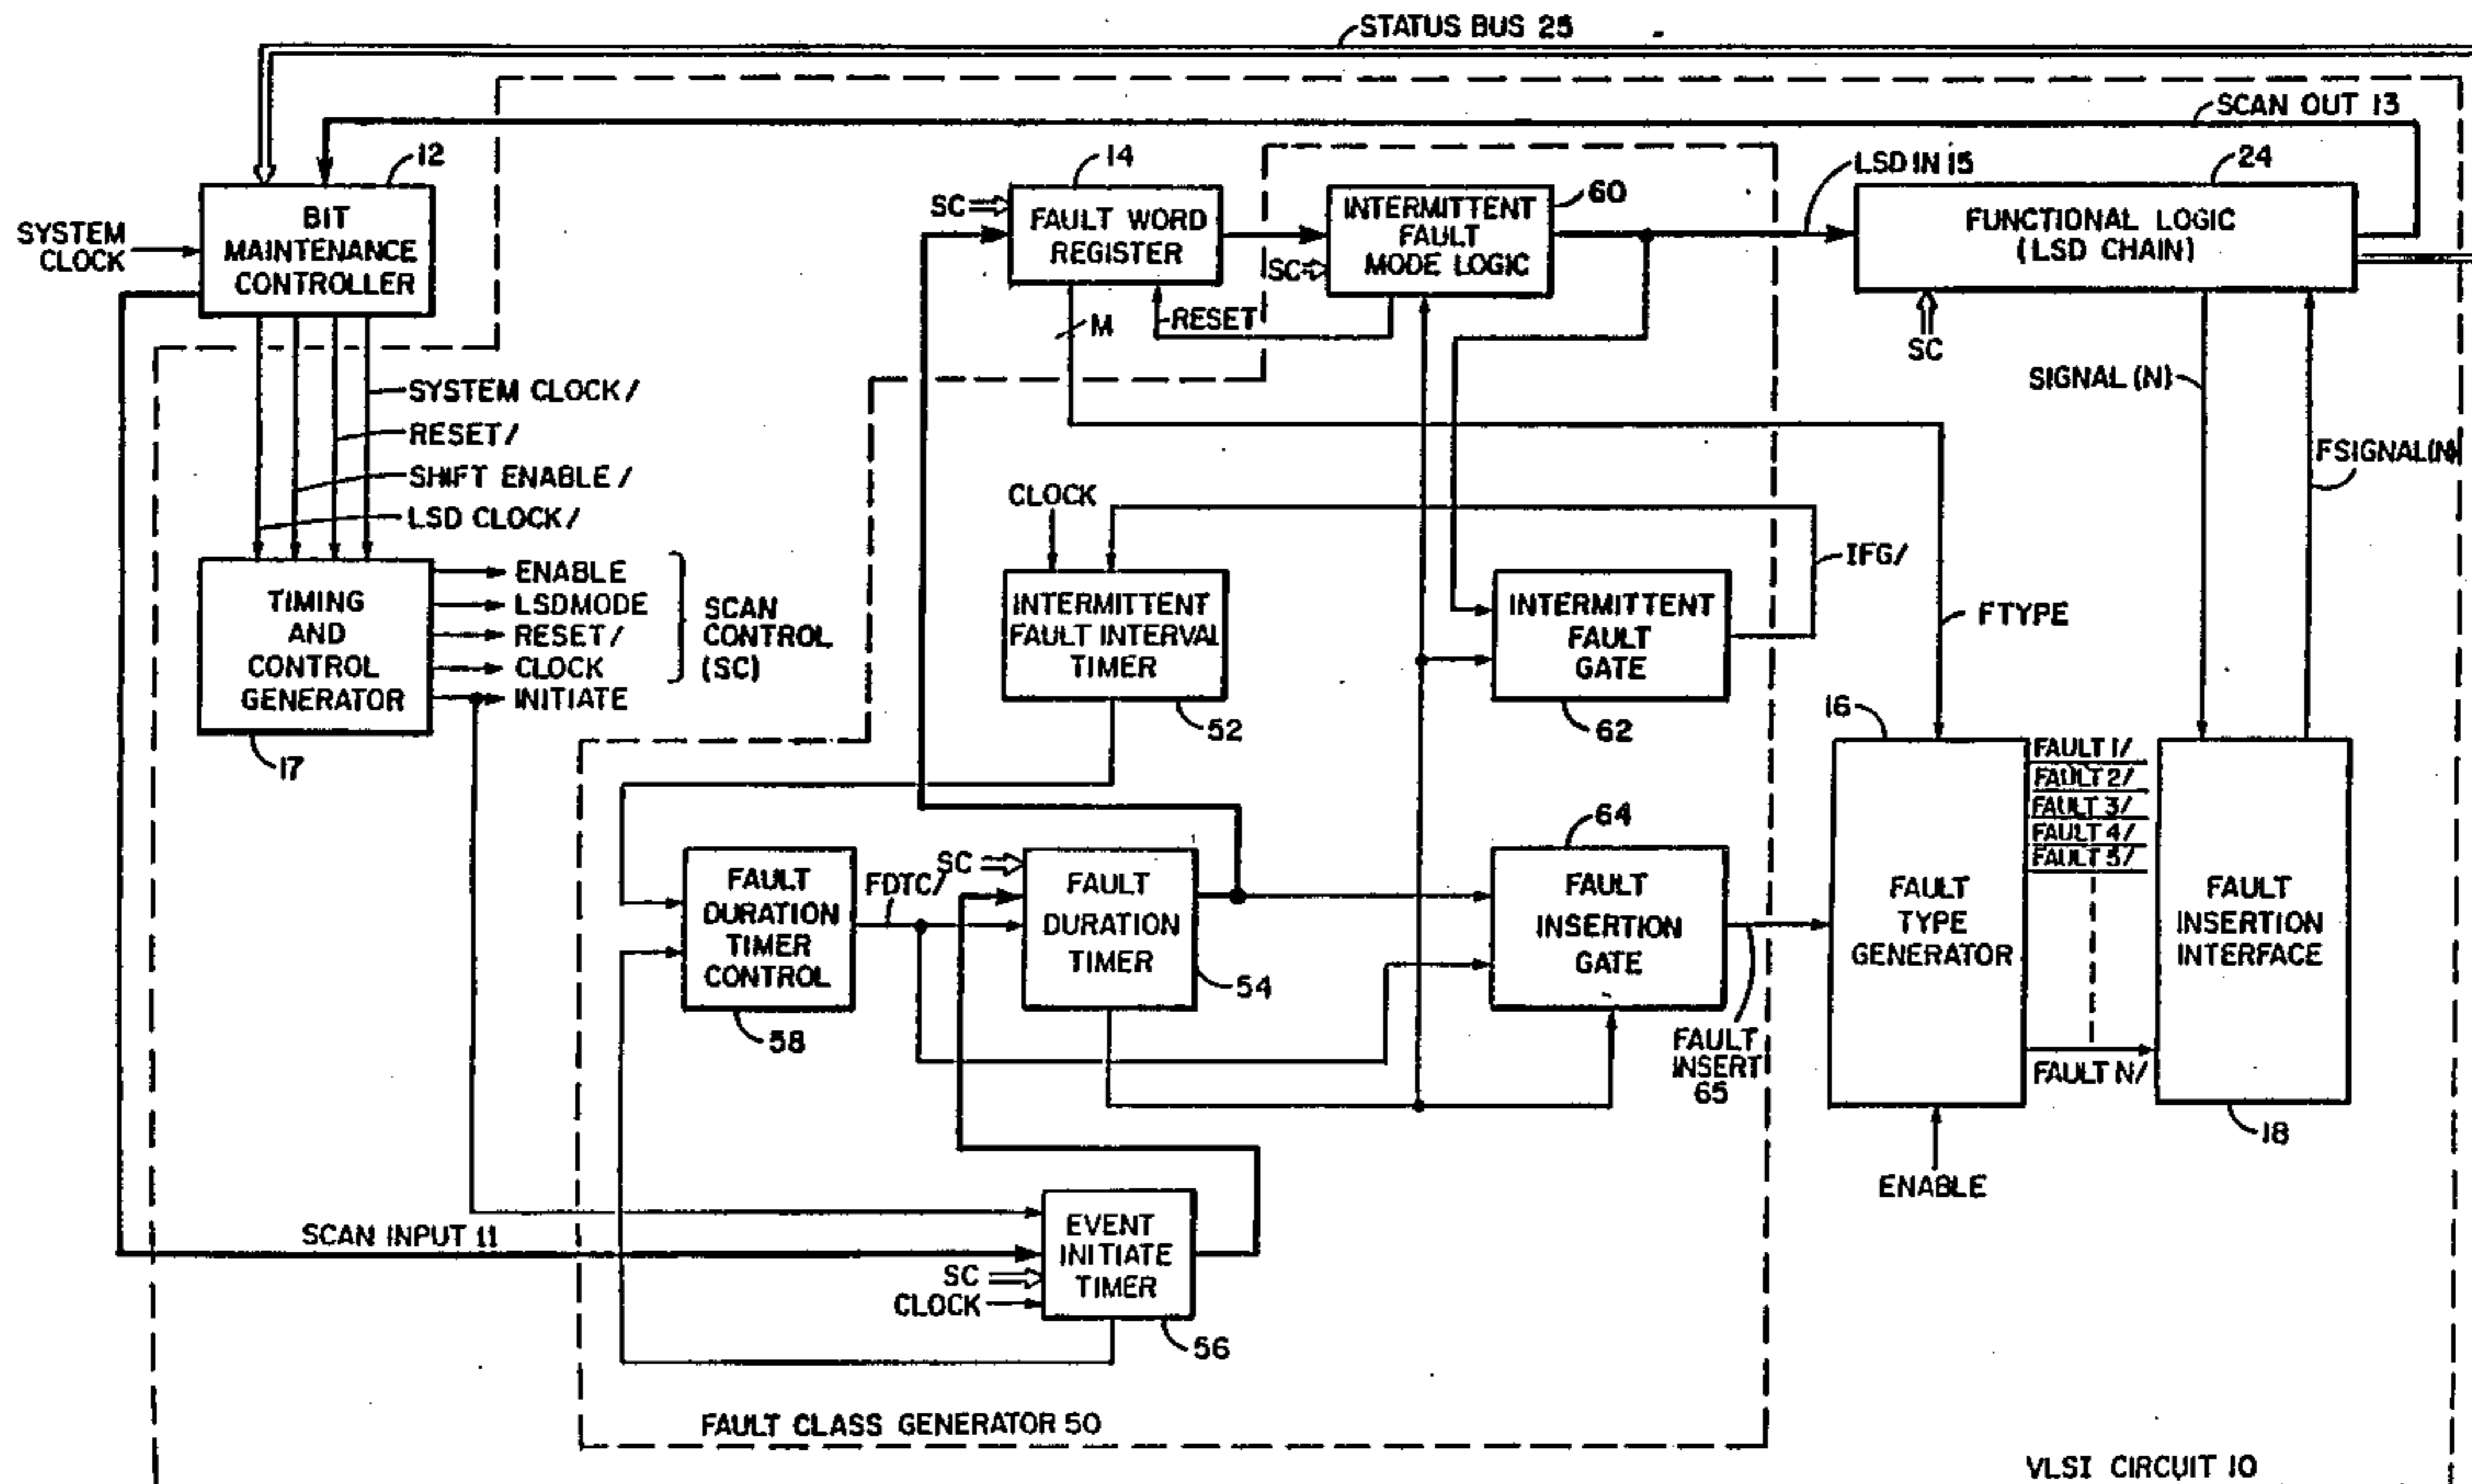 STATUS BUS 25
SCAN OUT 13
12
14
60
LSD IN 15
24
SYSTEM
CLOCK
BIT
MAINTENANCE
CONTROLLER
SC
FAULT WORD
REGISTER
SC
INTERMITTENT
FAULT
MODE LOGIC
FUNCTIONAL LOGIC
(LSD CHAIN)
M
RESET
SC
SIGNAL (N)
FSIGNAL(N)
SYSTEM CLOCK/
RESET/
SHIFT ENABLE/
LSD CLOCK/
CLOCK
IFG/
FTYPE
TIMING
AND
CONTROL
GENERATOR
17
ENABLE
LSDMODE
RESET/
CLOCK
INITIATE
SCAN
CONTROL
(SC)
INTERMITTENT
FAULT INTERVAL
TIMER
52
INTERMITTENT
FAULT
GATE
62
16
FAULT 1/
FAULT 2/
FAULT 3/
FAULT 4/
FAULT 5/
FAULT N/
FAULT
DURATION
TIMER
CONTROL
58
FDTC/
SC
FAULT
DURATION
TIMER
54
64
FAULT
INSERTION
GATE
FAULT
INSERT
65
FAULT
TYPE
GENERATOR
ENABLE
FAULT
INSERTION
INTERFACE
18
SCAN INPUT 11
EVENT
INITIATE
TIMER
SC
CLOCK
56
FAULT CLASS GENERATOR 50
VLSI CIRCUIT 10